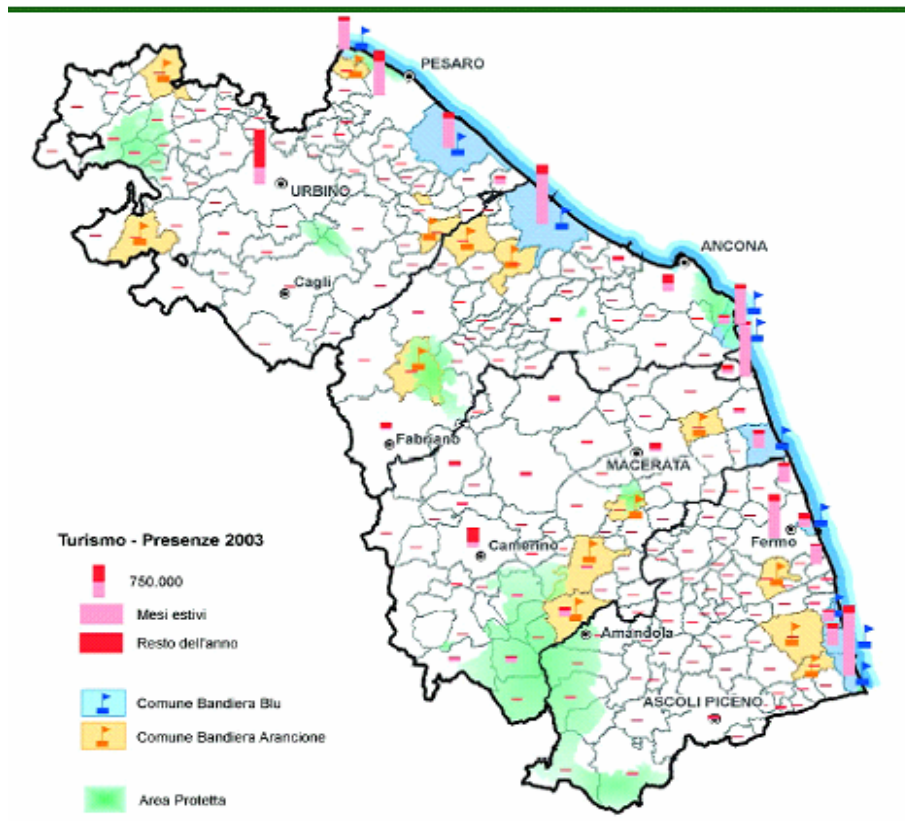 PESARO
URBINO
ANCONA
Cagli
Fabriano
MACERATA
Turismo - Presenze 2003
Camerino
Fermo
750.000
Mesi estivi
Resto dell'anno
Amandola
Comune Bandiera Blu
ASCOLI PICENO
Comune Bandiera Arancione
Area Protetta